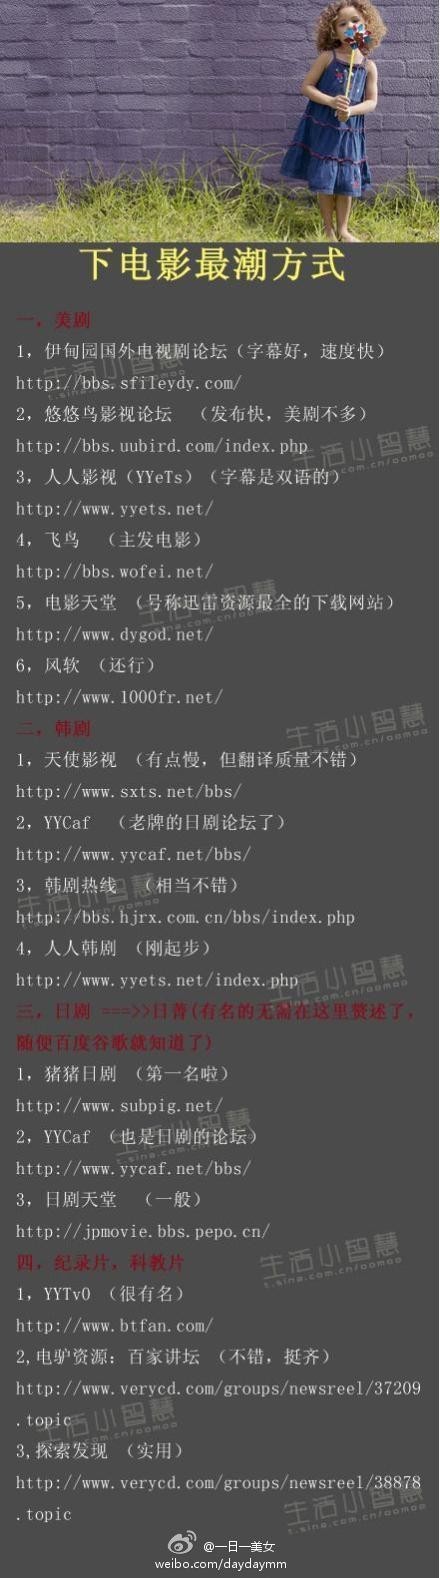 下电影最潮方式
一，美剧
1，伊甸园国外电视剧论坛（字幕好，速度快）
http://bbs.sfileydy.com/
2，悠悠鸟影视论坛 （发布快，美剧不多）
http://bbs.uubird.com/index.php
3，人人影视（YYeTs）（字幕是双语的）
http://www.yyets.net/
4，飞鸟 （主发电影）
http://bbs.wofei.net/
5，电影天堂 （号称迅雷资源最全的下载网站）
http://www.dygod.net/
6，风软 （还行）
http://www.1000fr.net/
二，韩剧
1，天使影视 （有点慢，但翻译质量不错）
http://www.sxts.net/bbs/
2，YYCaf （老牌的日剧论坛了）
http://www.yycaf.net/bbs/
3，韩剧热线 （相当不错）
http://bbs.hjrx.com.cn/bbs/index.php
4，人人韩剧 （刚起步）
http://www.yyets.net/index.php
三，日剧 ===>>日菁(有名的无需在这里赘述了，
随便百度谷歌就知道了)
1，猪猪日剧 （第一名啦）
http://www.subpig.net/
2，YYCaf （也是日剧的论坛）
http://www.yycaf.net/bbs/
3，日剧天堂 （一般）
http://jpmovie.bbs.pepo.cn/
四，纪录片，科教片
1，YYTv0 （很有名）
http://www.btfan.com/
2,电驴资源：百家讲坛 （不错，挺齐）
http://www.verycd.com/groups/newsreel/37209
.topic
3,探索发现 （实用）
http://www.verycd.com/groups/newsreel/38878
.topic
生活小智慧
t.sina.com.cn/oomoo
@一日一美女
weibo.com/daydaymm